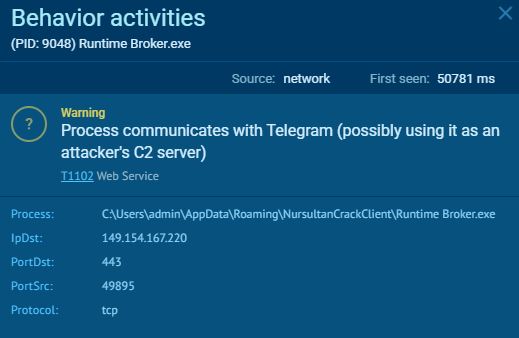 Behavior activities
(PID: 9048) Runtime Broker.exe
Source: network First seen: 50781 ms
?
Warning
Process communicates with Telegram (possibly using it as an
attacker's C2 server)
T1102 Web Service
Process: C:\Users\admin\AppData\Roaming\NursultanCrackClient\Runtime Broker.exe
IpDst: 149.154.167.220
PortDst: 443
PortSrc: 49895
Protocol: tcp